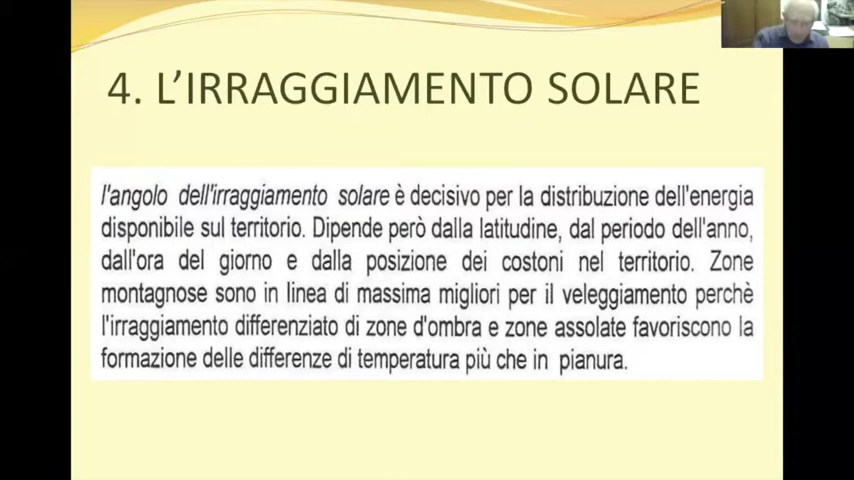 4. L'IRRAGGIAMENTO SOLARE
l'angolo dell'irraggiamento solare è decisivo per la distribuzione dell'energia
disponibile sul territorio. Dipende però dalla latitudine, dal periodo dell'anno,
dall'ora del giorno e dalla posizione dei costoni nel territorio. Zone
montagnose sono in linea di massima migliori per il veleggiamento perchè
l'irraggiamento differenziato di zone d'ombra e zone assolate favoriscono la
formazione delle differenze di temperatura più che in pianura.